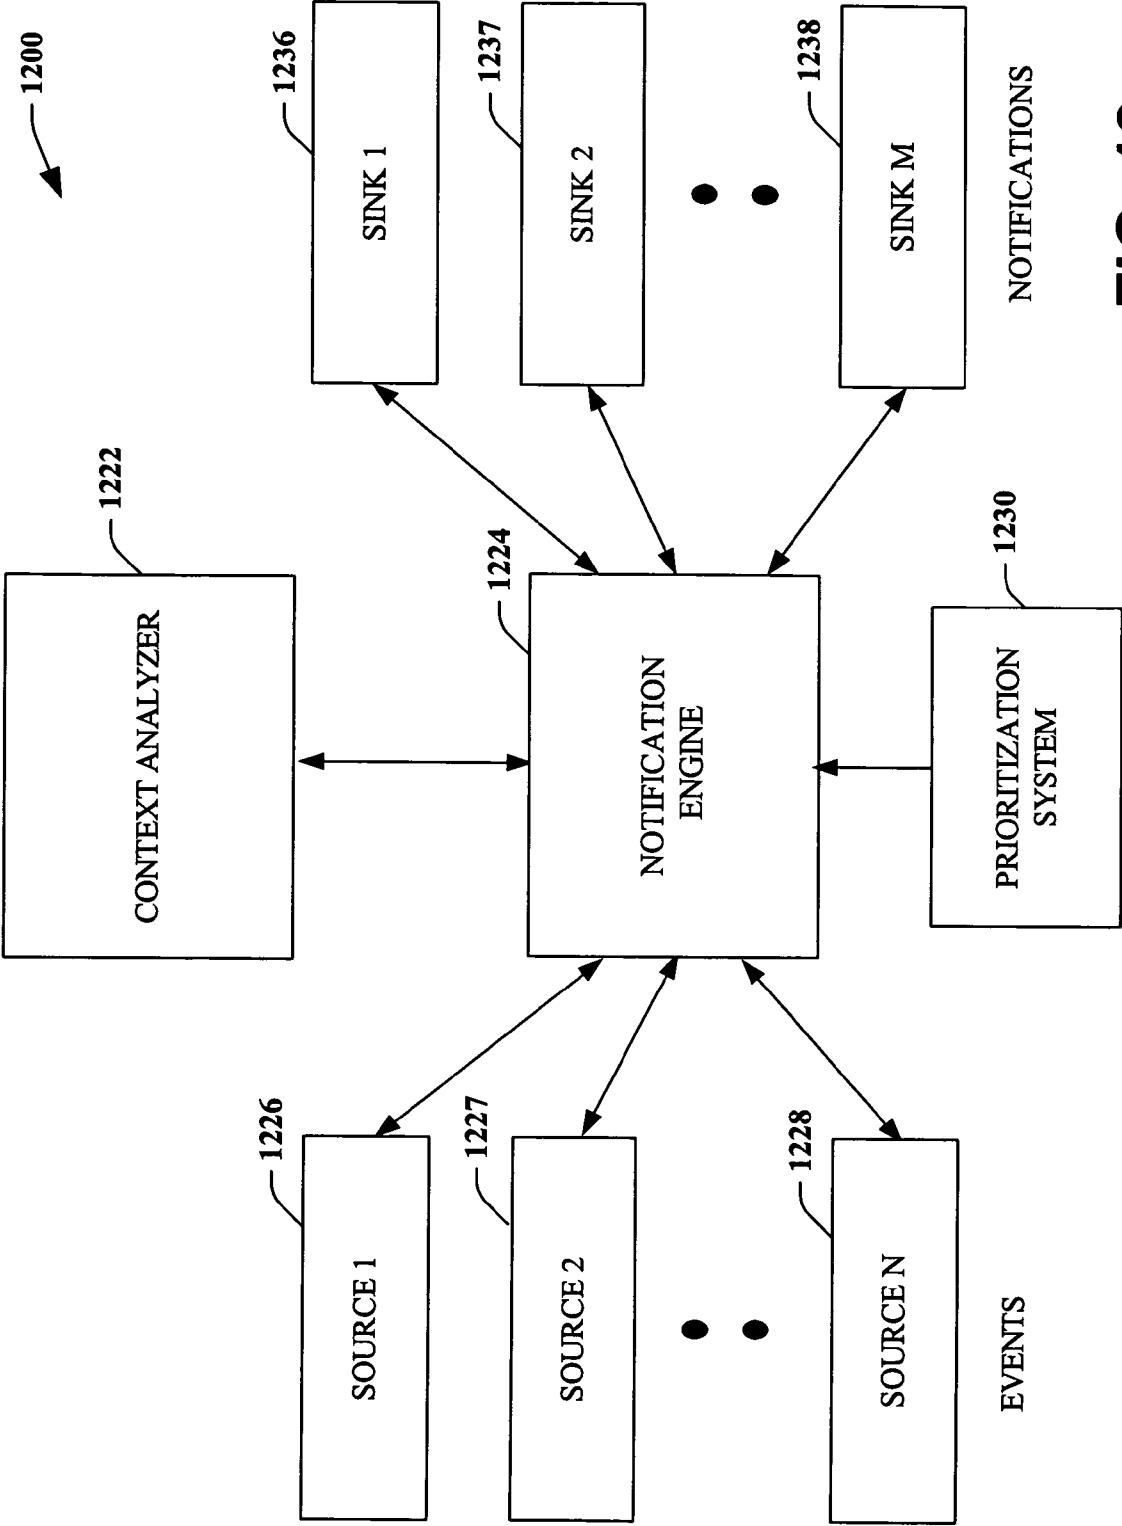 1200
CONTEXT ANALYZER
1222
SOURCE 1
1226
SOURCE 2
1227
SOURCE N
1228
EVENTS
NOTIFICATION
ENGINE
1224
PRIORITIZATION
SYSTEM
1230
SINK 1
1236
SINK 2
1237
SINK M
1238
NOTIFICATIONS